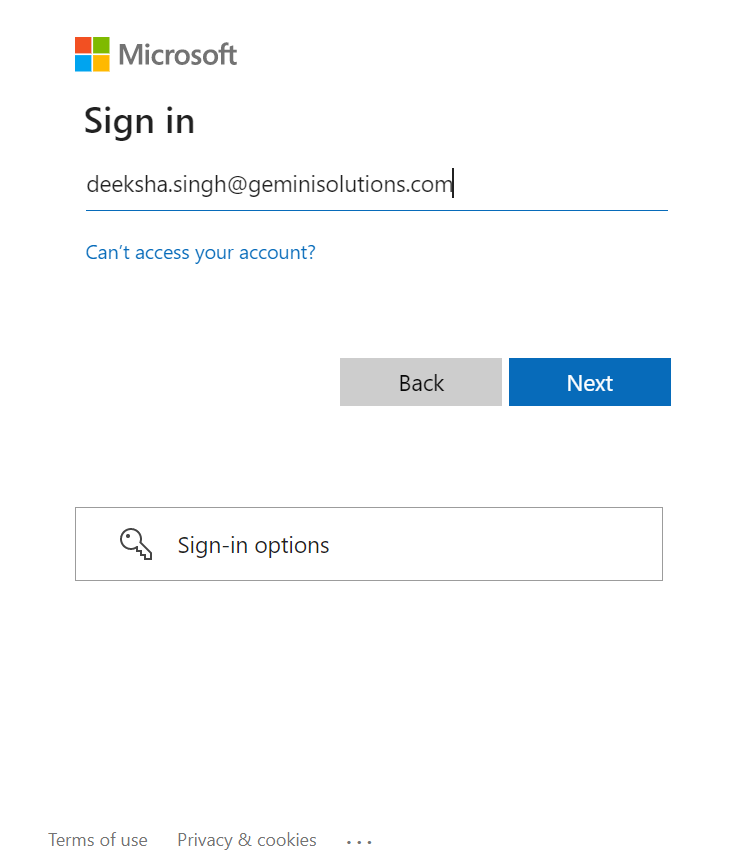 Microsoft
Sign in
deeksha.singh@geminisolutions.com
Can't access your account?
Back Next
Sign-in options
Terms of use Privacy & cookies ...